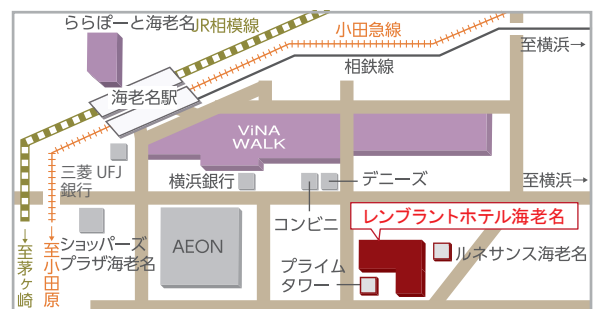 ららぽーと海老名
JR相模線
小田急線
至横浜→
相鉄線
海老名駅
ViNA
WALK
三菱 UFJ
銀行
横浜銀行
デニーズ
至横浜→
コンビニ
レンブラントホテル海老名
ショッパーズ
プラザ海老名
AEON
ルネサンス海老名
プライム
タワー
←至茅ヶ崎
←至小田原